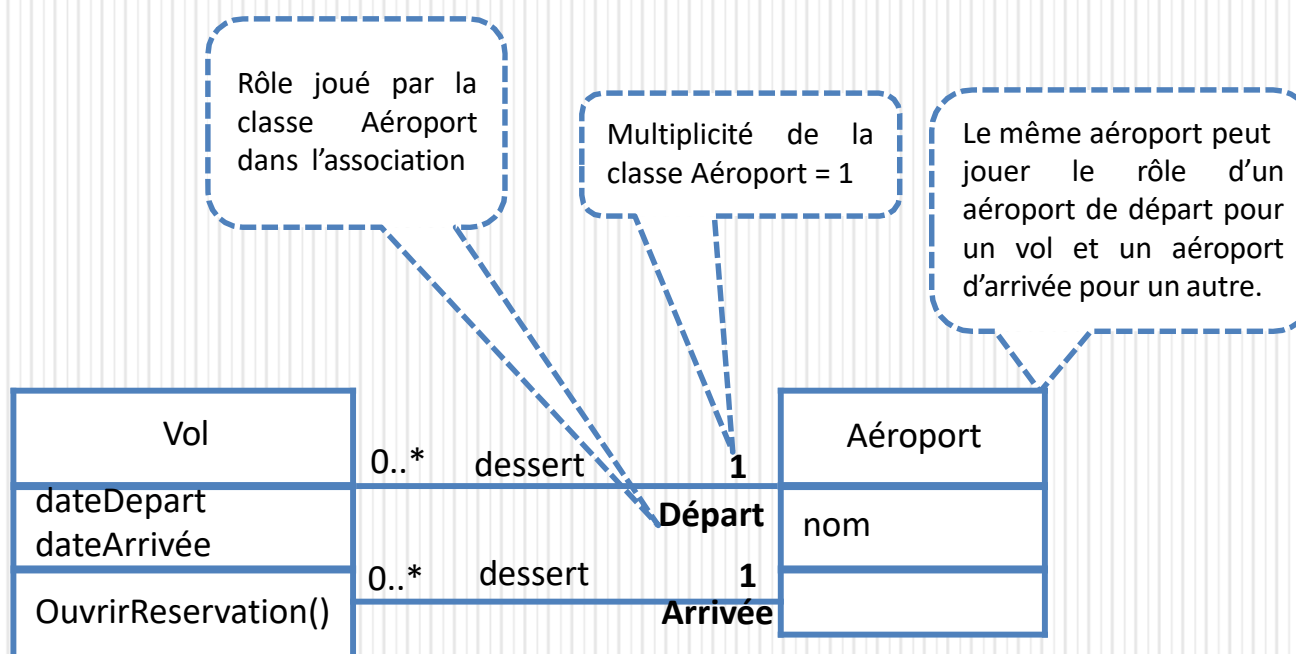 Rôle joué par la
classe Aéroport
dans l’association
Multiplicité de la
classe Aéroport = 1
Le même aéroport peut
jouer le rôle d’un
aéroport de départ pour
un vol et un aéroport
d’arrivée pour un autre.
Vol
dateDepart
dateArrivée
OuvrirReservation()
0..* dessert 1
Départ
0..* dessert 1
Arrivée
Aéroport
nom